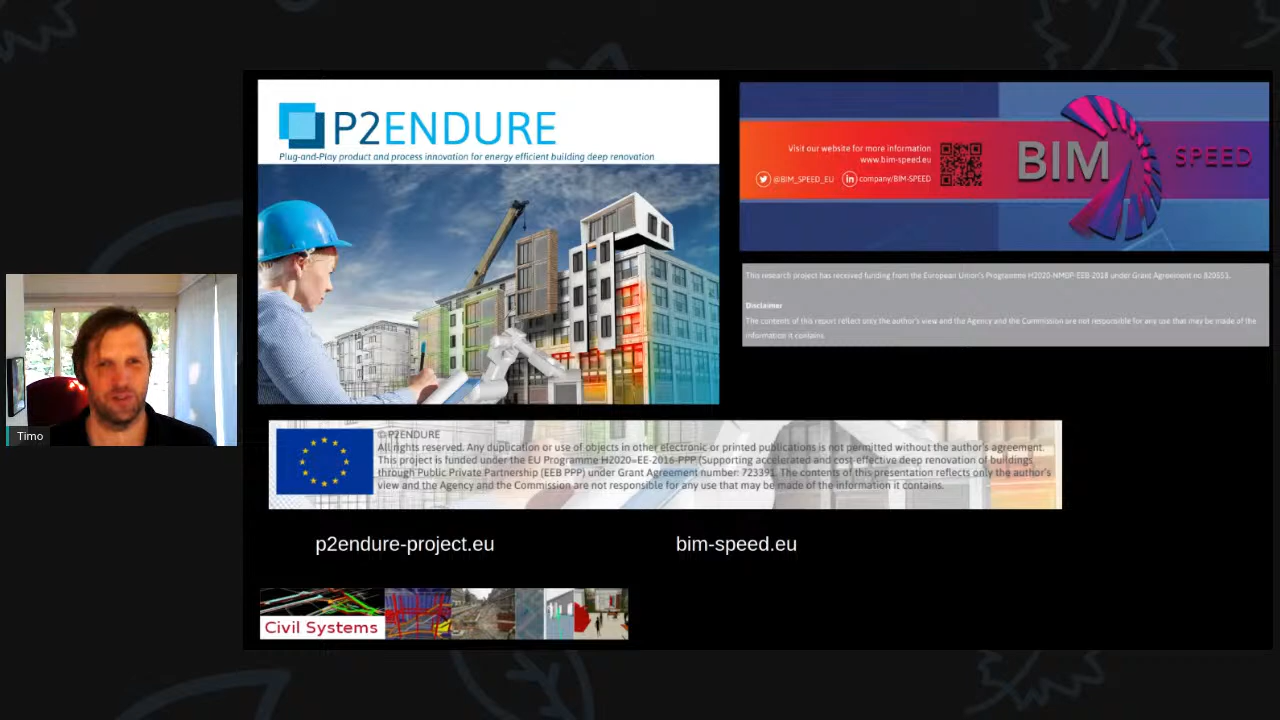 P2ENDURE
Plug-and-Play product and process innovation for energy efficient building deep renovation
Visit our website for more information
www.bim-speed.eu
@BIM_SPEED_EU company/BIM-SPEED
BIM SPEED
This research project has received funding from the European Union's Programme H2020-NMBP-EEB-2018 under Grant Agreement no 820553.
Disclaimer
The contents of this report reflect only the author's view and the Agency and the Commission are not responsible for any use that may be made of the
information it contains.
Timo
© P2ENDURE
All rights reserved. Any duplication or use of objects in other electronic or printed publications is not permitted without the author's agreement.
This project is funded under the EU Programme H2020-EE-2016-PPP (Supporting accelerated and cost-effective deep renovation of buildings
through Public Private Partnership (EEB PPP) under Grant Agreement number: 723391. The contents of this presentation reflects only the author's
view and the Agency and the Commission are not responsible for any use that may be made of the information it contains.
p2endure-project.eu
bim-speed.eu
Civil Systems